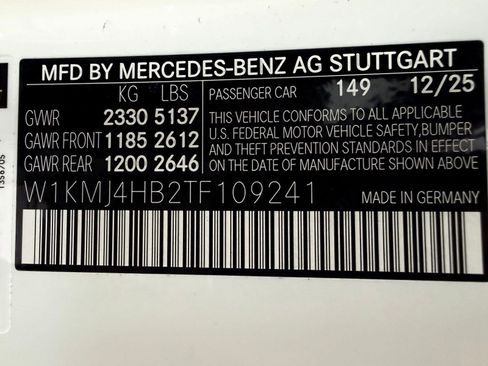 MFD BY MERCEDES-BENZ AG STUTTGART
KG LBS
GVWR 2330 5137
GAWR FRONT 1185 2612
GAWR REAR 1200 2646
PASSENGER CAR 149 12/25
THIS VEHICLE CONFORMS TO ALL APPLICABLE
U.S. FEDERAL MOTOR VEHICLE SAFETY, BUMPER
AND THEFT PREVENTION STANDARDS IN EFFECT
ON THE DATE OF MANUFACTURE SHOWN ABOVE.
W1KMJ4HB2TF109241
MADE IN GERMANY